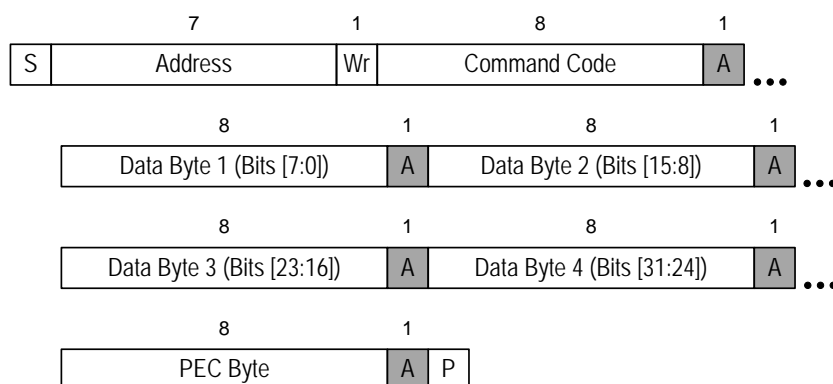 7 1 8 1
S Address Wr Command Code A ...
8 1 8 1
Data Byte 1 (Bits [7:0]) A Data Byte 2 (Bits [15:8]) A ...
8 1 8 1
Data Byte 3 (Bits [23:16]) A Data Byte 4 (Bits [31:24]) A ...
8 1
PEC Byte A P